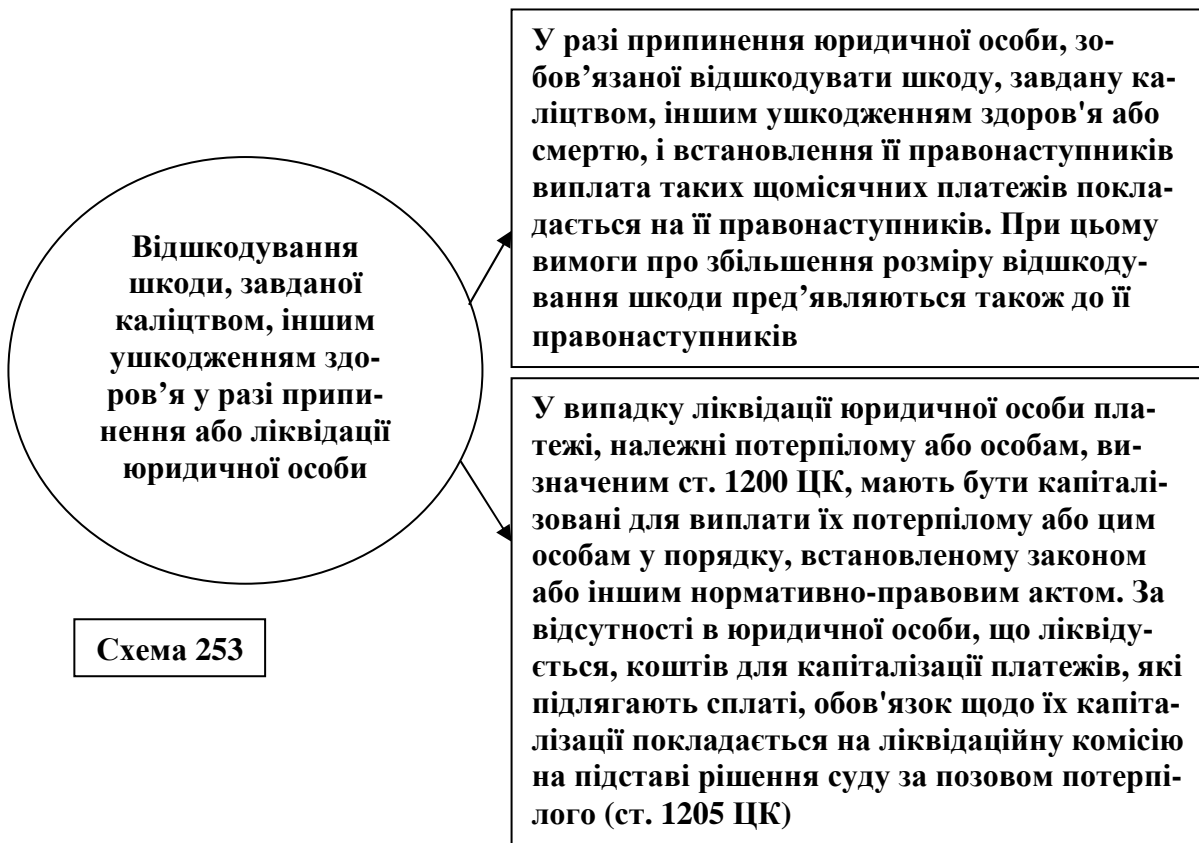 Відшкодування
шкоди, завданої
каліцтвом, іншим
ушкодженням здо-
ров’я у разі припи-
нення або ліквідації
юридичної особи
У разі припинення юридичної особи, зо-
бов’язаної відшкодувати шкоду, завдану ка-
ліцтвом, іншим ушкодженням здоров'я або
смертю, і встановлення її правонаступників
виплата таких щомісячних платежів покла-
дається на її правонаступників. При цьому
вимоги про збільшення розміру відшкоду-
вання шкоди пред’являються також до її
правонаступників
У випадку ліквідації юридичної особи пла-
тежі, належні потерпілому або особам, ви-
значеним ст. 1200 ЦК, мають бути капіталі-
зовані для виплати їх потерпілому або цим
особам у порядку, встановленому законом
або іншим нормативно-правовим актом. За
відсутності в юридичної особи, що ліквіду-
ється, коштів для капіталізації платежів, які
підлягають сплаті, обов'язок щодо їх капіта-
лізації покладається на ліквідаційну комісію
на підставі рішення суду за позовом потерпі-
лого (ст. 1205 ЦК)
Схема 253